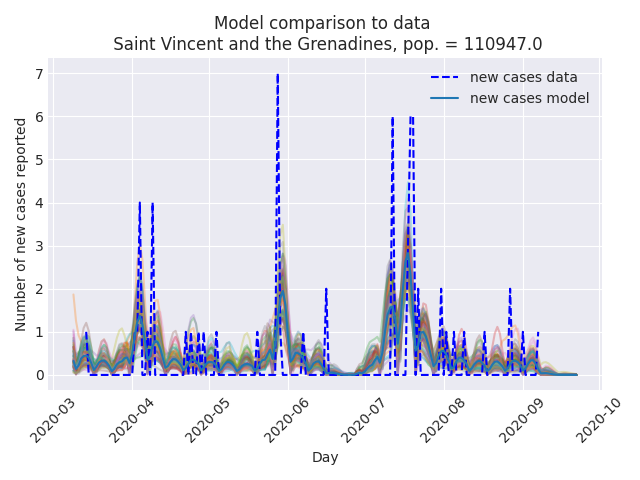 Model comparison to data
Saint Vincent and the Grenadines, pop. = 110947.0
new cases data
new cases model
Number of new cases reported
7
6
5
4
3
2
1
0
2020-03
2020-04
2020-05
2020-06
2020-07
2020-08
2020-09
2020-10
Day